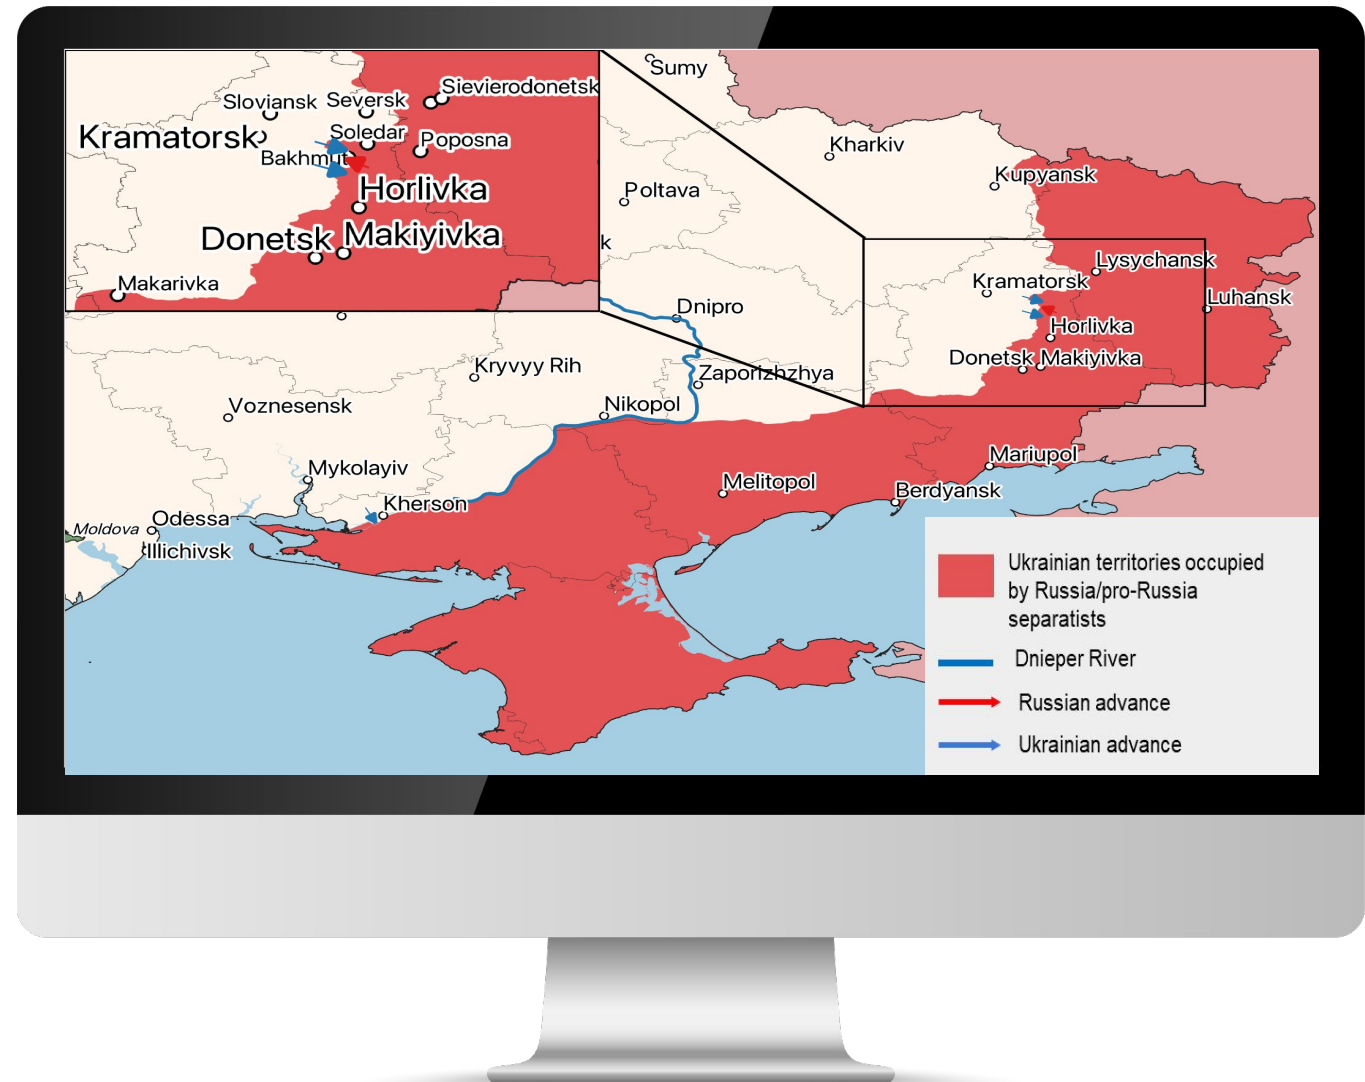 Sloviansk
Seversk
Sievierodonetsk
Kramatorsk
Soledar
Poposna
Bakhmut
Horlivka
Donetsk
Makiyivka
Makarivka
Sumy
Kharkiv
Kupyansk
Poltava
k
Lysychansk
Kramatorsk
Luhansk
Dnipro
Horlivka
Donetsk
Makiyivka
Kryvyy Rih
Zaporizhzhya
Voznesensk
Nikopol
Mykolayiv
Mariupol
Melitopol
Berdyansk
Kherson
Moldova
Odessa
Illichivsk
Ukrainian territories occupied
by Russia/pro-Russia
separatists
Dnieper River
Russian advance
Ukrainian advance